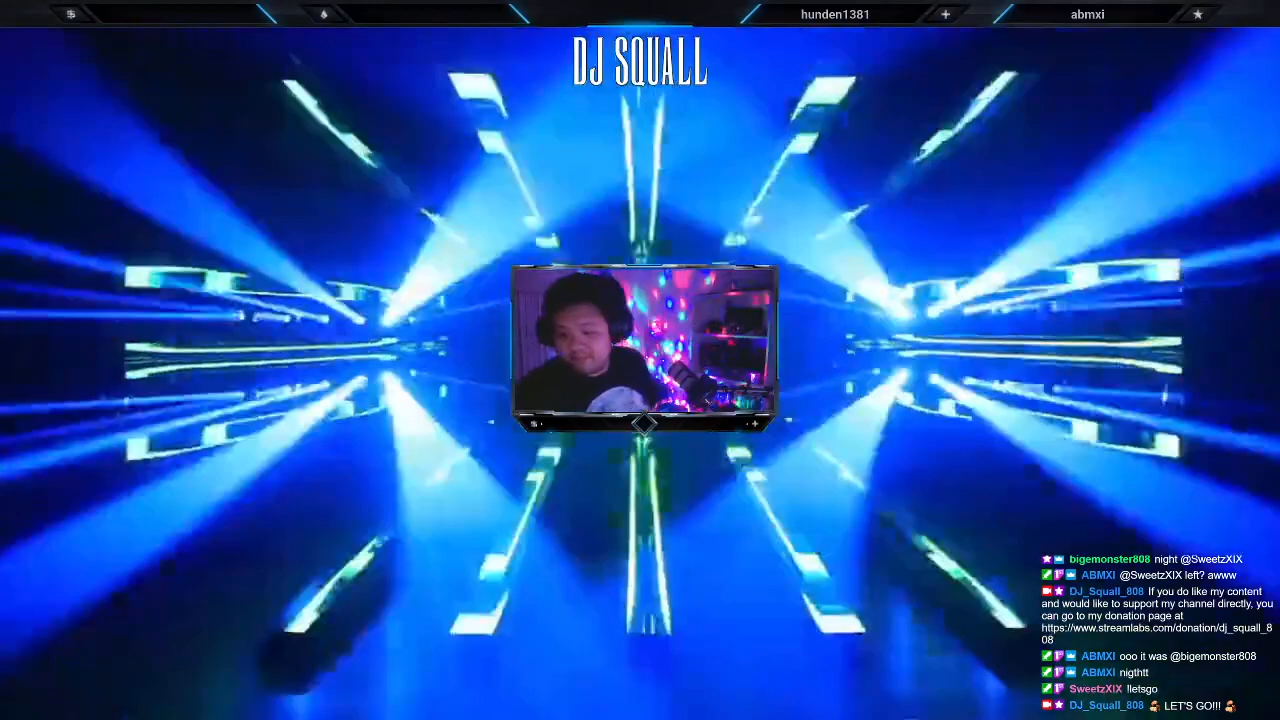 hunden1381
abmxi
DJ SQUALL
bigemonster808 night @SweetzXIX
ABMXI @SweetzXIX left? awww
DJ_Squall_808 If you do like my content
and would like to support my channel directly, you
can go to my donation page at
https://www.streamlabs.com/donation/dj_squall_8
08
ABMXI ooo it was @bigemonster808
ABMXI nigthtt
SweetzXIX !letsgo
DJ_Squall_808 LET'S GO!!!